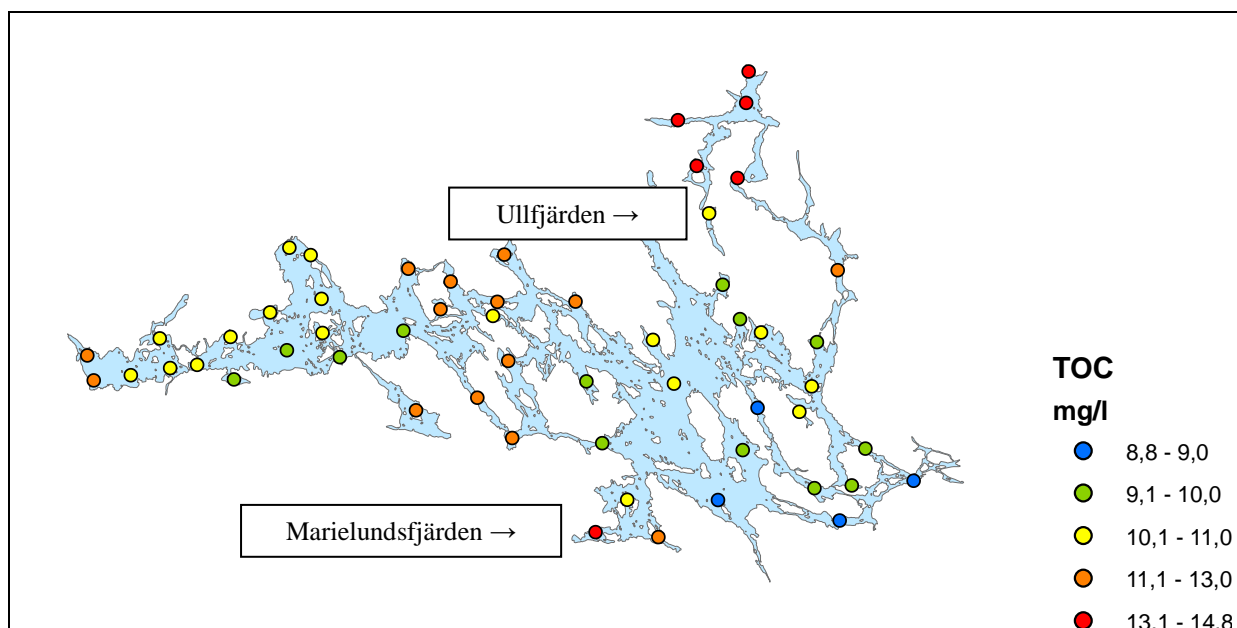 Ullfjärden →
Marielundsfjärden →
TOC
mg/l
8,8 - 9,0
9,1 - 10,0
10,1 - 11,0
11,1 - 13,0
13,1 - 14,8